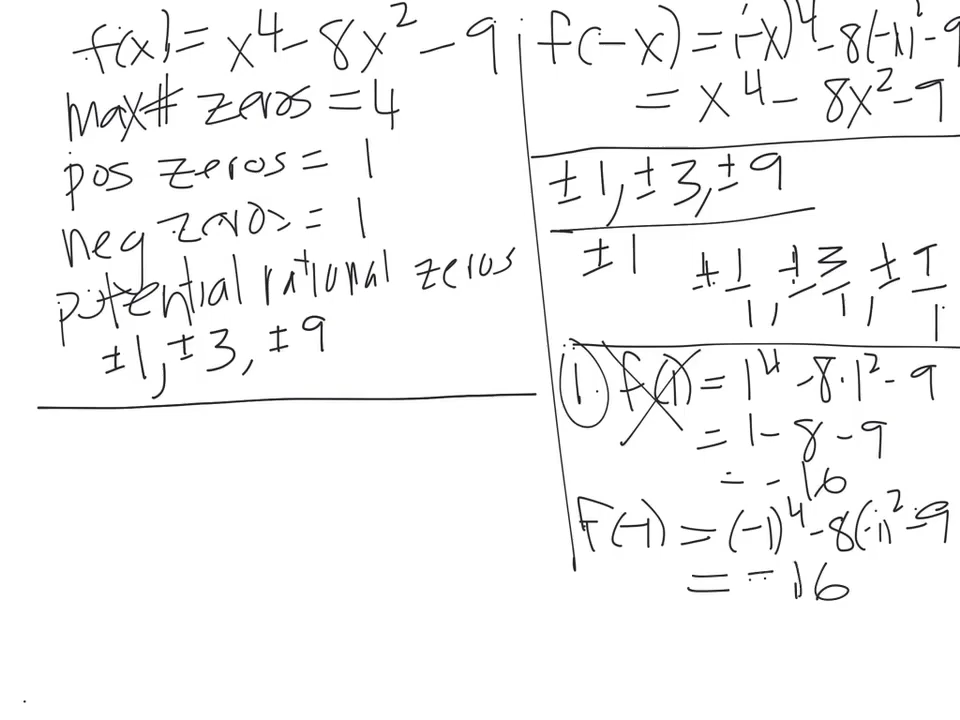 f(x) = x⁴ - 8x² - 9
max# zeros = 4
pos zeros = 1
neg zeros = 1
potential rational zeros
±1, ±3, ±9
f(-x) = (-x)⁴ - 8(-x)² - 9
= x⁴ - 8x² - 9
±1, ±3, ±9
±1
±1/1, ±3/1, ±9/1
1. f(1) = 1⁴ - 8·1² - 9
= 1 - 8 - 9
= -16
f(-1) = (-1)⁴ - 8(-1)² - 9
= -16